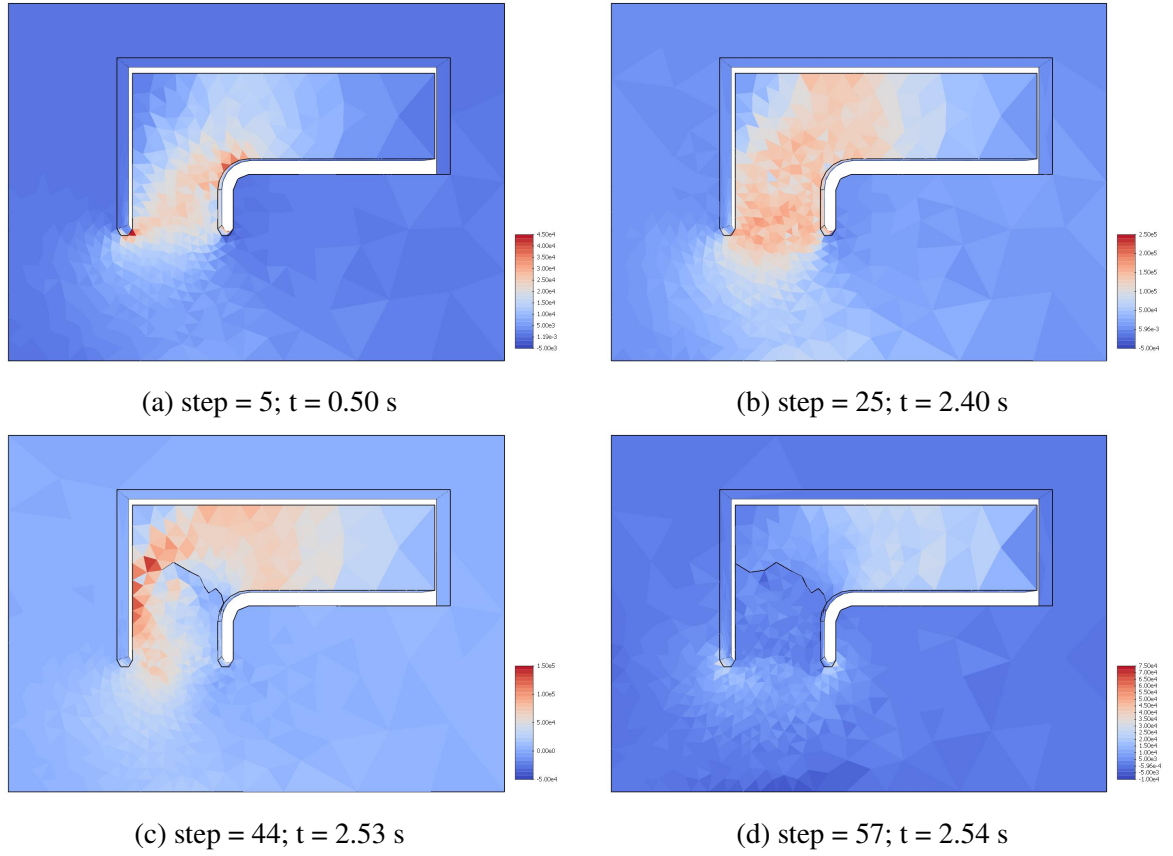 4.50e4
4.00e4
3.50e4
3.00e4
2.50e4
2.00e4
1.50e4
1.00e4
5.00e3
1.19e-3
-5.00e3
(a) step = 5; t = 0.50 s
2.50e5
2.00e5
1.50e5
1.00e5
5.00e4
5.96e-3
-5.00e4
(b) step = 25; t = 2.40 s
1.50e5
1.00e5
5.00e4
0.00e0
-5.00e4
(c) step = 44; t = 2.53 s
7.50e4
7.00e4
6.50e4
6.00e4
5.50e4
5.00e4
4.50e4
4.00e4
3.50e4
3.00e4
2.50e4
2.00e4
1.50e4
1.00e4
5.00e3
-5.96e-4
-5.00e3
-1.00e4
(d) step = 57; t = 2.54 s